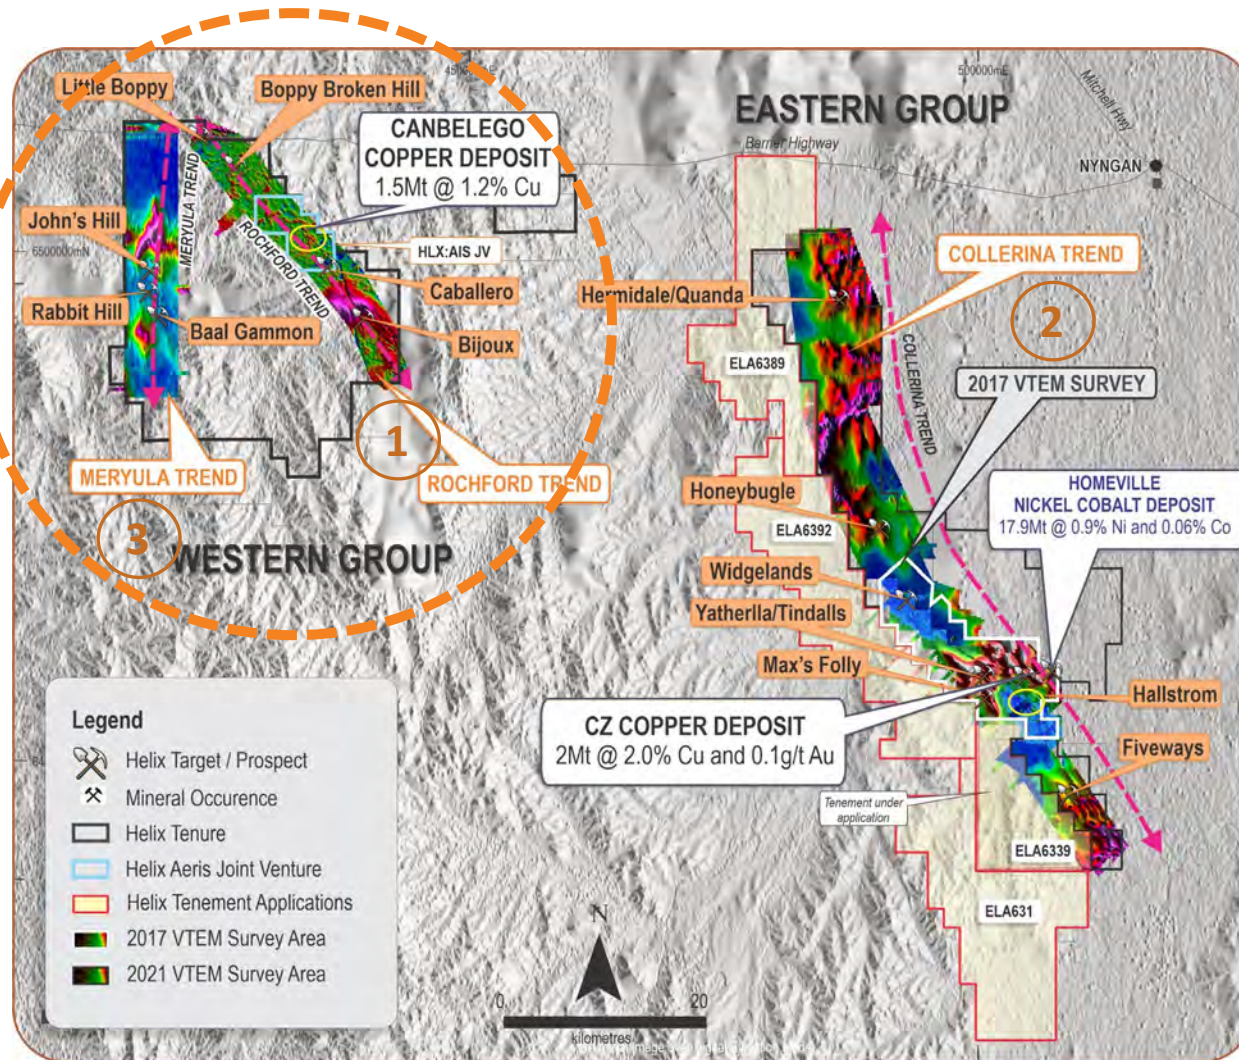 Little Boppy
Boppy Broken Hill
CANBELEGO
COPPER DEPOSIT
1.5Mt @ 1.2% Cu
EASTERN GROUP
500000mE
Mitchell Hwy
Barrier Highway
NYNGAN
John's Hill
6500000mN
MERYULA TREND
ROCHFORD TREND
HLX:AIS JV
Caballero
Rabbit Hill
Baal Gammon
Bijoux
COLLERINA TREND
Hermidale/Quanda
2
COLLERINA TREND
ELA6389
2017 VTEM SURVEY
1
MERYULA TREND
ROCHFORD TREND
3
WESTERN GROUP
Honeybugle
HOMEVILLE
NICKEL COBALT DEPOSIT
17.9Mt @ 0.9% Ni and 0.06% Co
ELA6392
Widgelands
Yatherlla/Tindalls
Max's Folly
Hallstrom
CZ COPPER DEPOSIT
2Mt @ 2.0% Cu and 0.1g/t Au
Fiveways
Tenement under
application
ELA6339
ELA631
Legend
Helix Target / Prospect
Mineral Occurence
Helix Tenure
Helix Aeris Joint Venture
Helix Tenement Applications
2017 VTEM Survey Area
2021 VTEM Survey Area
N
0
20
kilometres